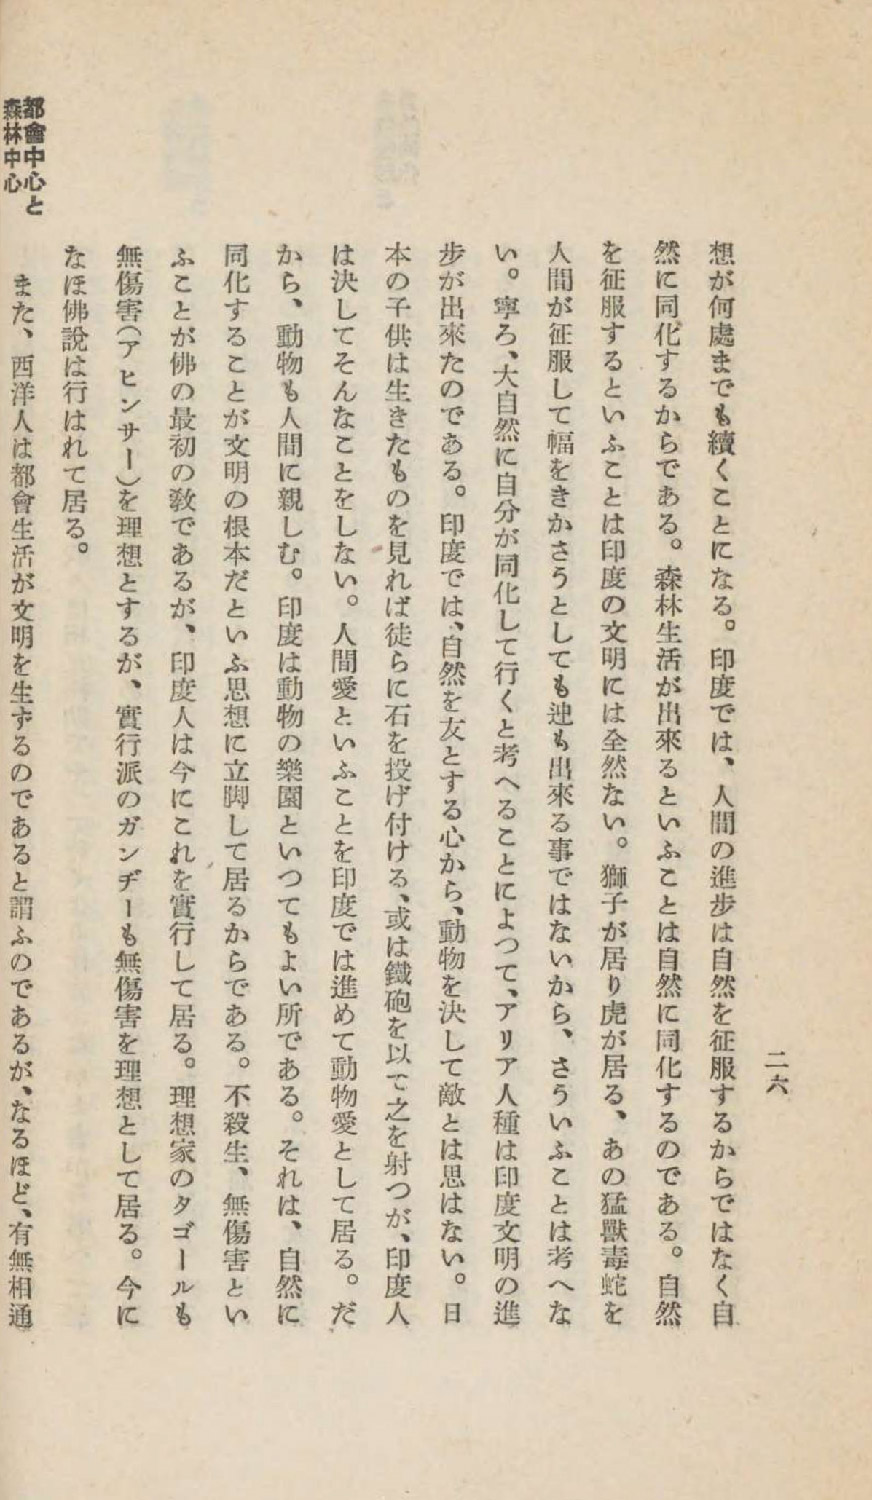 二六
想が何處までも續くことになる。印度では、人間の進步は自然を征服するからではなく自
然に同化するからである。森林生活が出來るといふことは自然に同化するのである。自然
を征服するといふことは印度の文明には全然ない。獅子が居り虎が居る、あの猛獸毒蛇を
人間が征服して幅をきかさうとしても迚も出來る事ではないから、さういふことは考へな
い。寧ろ、大自然に自分が同化して行くと考へることによつて、アリア人種は印度文明の進
步が出來たのである。印度では、自然を友とする心から、動物を決して敵とは思はない。日
本の子供は生きたものを見れば徒らに石を投げ付ける、或は鐵砲を以て之を射つが、印度人
は決してそんなことをしない。人間愛といふことを印度では進めて動物愛として居る。だ
から、動物も人間に親しむ。印度は動物の樂園といつてもよい所である。それは、自然に
同化することが文明の根本だといふ思想に立脚して居るからである。不殺生、無傷害とい
ふことが佛の最初の敎であるが、印度人は今にこれを實行して居る。理想家のタゴールも
無傷害(アヒンサー)を理想とするが、實行派のガンヂーも無傷害を理想として居る。今に
なほ佛說は行はれて居る。
都會中心と
森林中心
また、西洋人は都會生活が文明を生ずるのであると謂ふのであるが、なるほど、有無相通